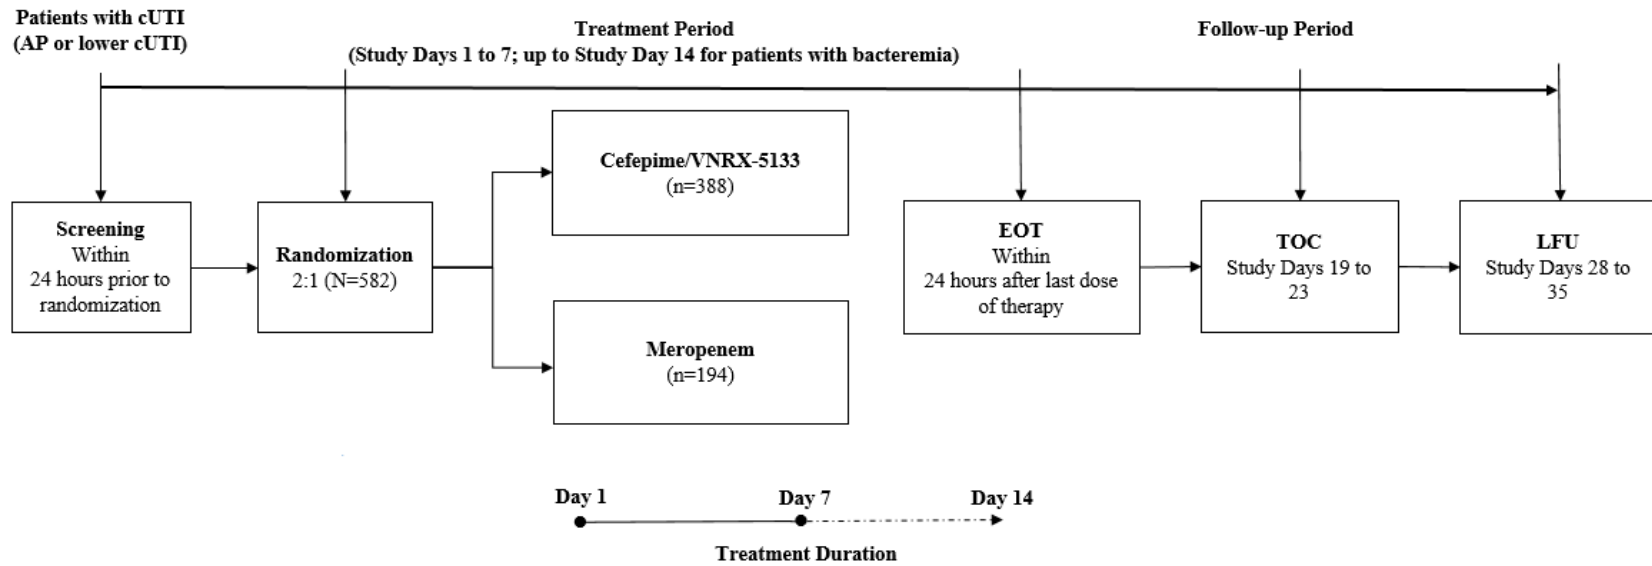 Patients with cUTI
(AP or lower cUTI)
Treatment Period
(Study Days 1 to 7; up to Study Day 14 for patients with bacteremia)
Follow-up Period
Screening
Within
24 hours prior to
randomization
Randomization
2:1 (N=582)
Cefepime/VNRX-5133
(n=388)
Meropenem
(n=194)
EOT
Within
24 hours after last dose
of therapy
TOC
Study Days 19 to
23
LFU
Study Days 28 to
35
Day 1
Day 7
Day 14
Treatment Duration